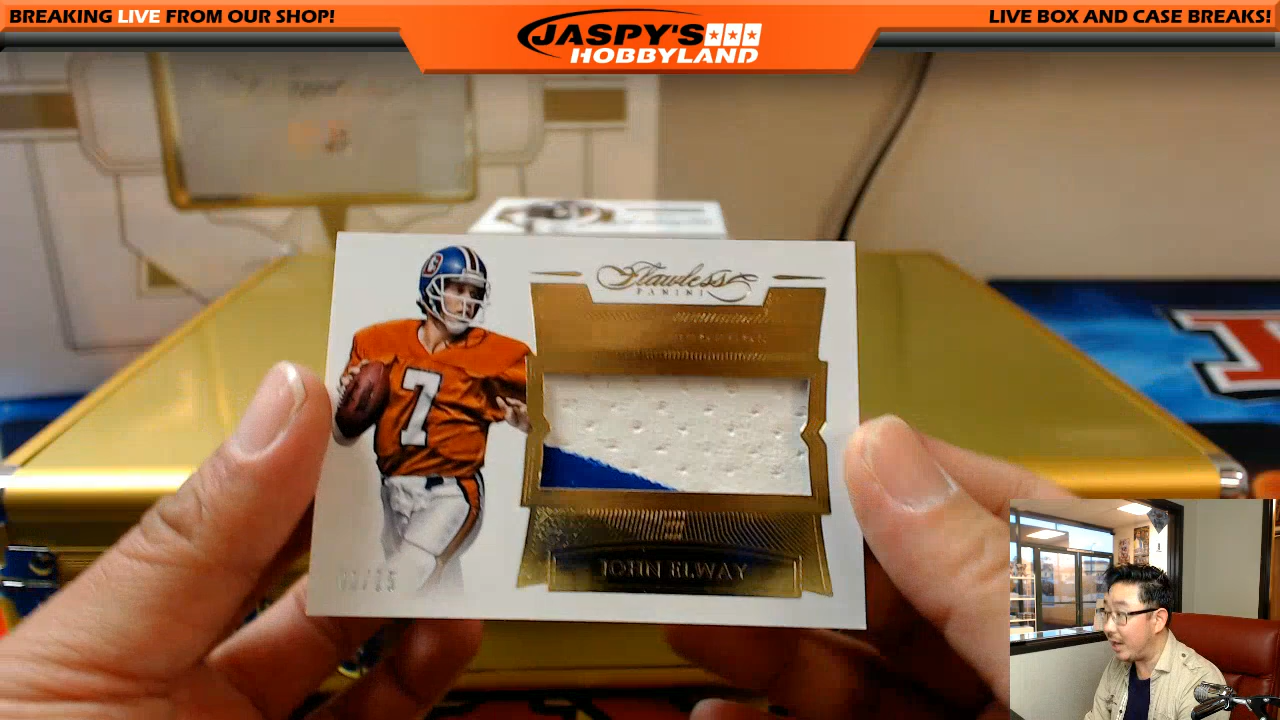 BREAKING LIVE FROM OUR SHOP!
JASPY'S
HOBBYLAND
LIVE BOX AND CASE BREAKS!
Flawless
PANINI
7
JOHN ELWAY